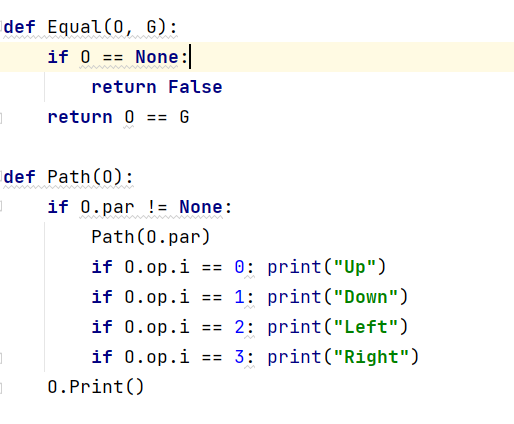 def Equal(O, G):
    if O == None:
        return False
    return O == G

def Path(O):
    if O.par != None:
        Path(O.par)
        if O.op.i == 0: print("Up")
        if O.op.i == 1: print("Down")
        if O.op.i == 2: print("Left")
        if O.op.i == 3: print("Right")
    O.Print()